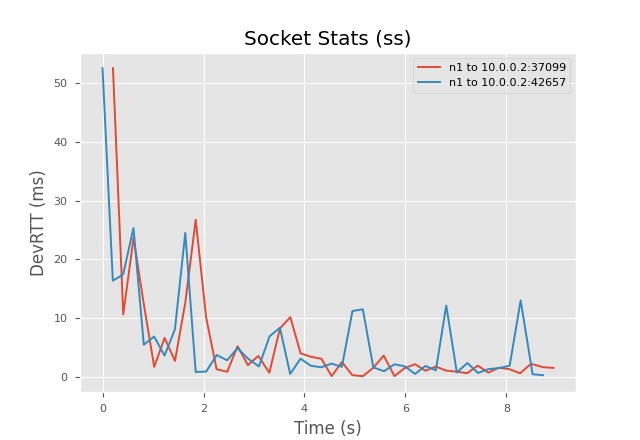 Socket Stats (ss)
n1 to 10.0.0.2:37099
n1 to 10.0.0.2:42657
DevRTT (ms)
50
40
30
20
10
0
0 2 4 6 8
Time (s)